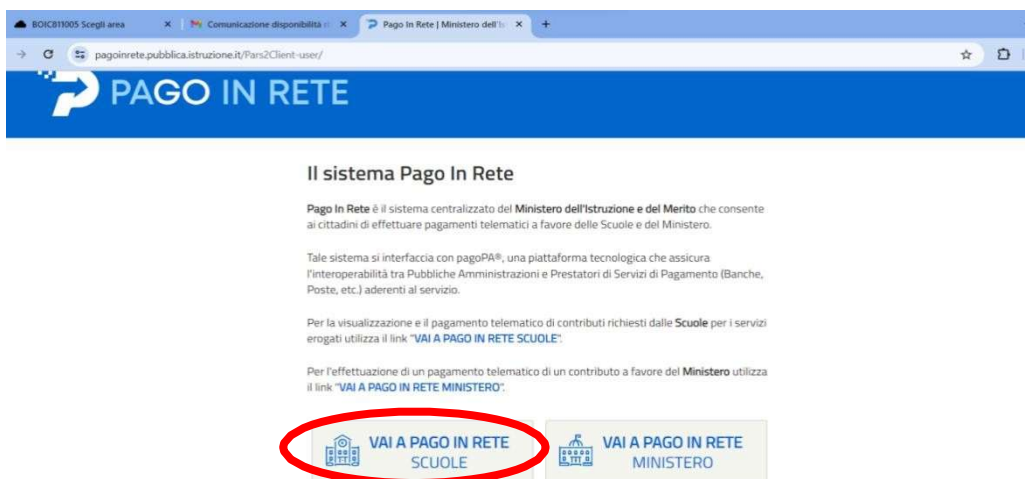 BOIC811005 Scegli area
Comunicazione disponibilità
Pago In Rete | Ministero dell'
pagoinrete.pubblica.istruzione.it/Pars2Client-user/
PAGO IN RETE
Il sistema Pago In Rete
Pago In Rete è il sistema centralizzato del Ministero dell'Istruzione e del Merito che consente
ai cittadini di effettuare pagamenti telematici a favore delle Scuole e del Ministero.
Tale sistema si interfaccia con pagoPA®, una piattaforma tecnologica che assicura
l'interoperabilità tra Pubbliche Amministrazioni e Prestatori di Servizi di Pagamento (Banche,
Poste, etc.) aderenti al servizio.
Per la visualizzazione e il pagamento telematico di contributi richiesti dalle Scuole per i servizi
erogati utilizza il link "VAI A PAGO IN RETE SCUOLE".
Per l'effettuazione di un pagamento telematico di un contributo a favore del Ministero utilizza
il link "VAI A PAGO IN RETE MINISTERO".
VAI A PAGO IN RETE
SCUOLE
VAI A PAGO IN RETE
MINISTERO